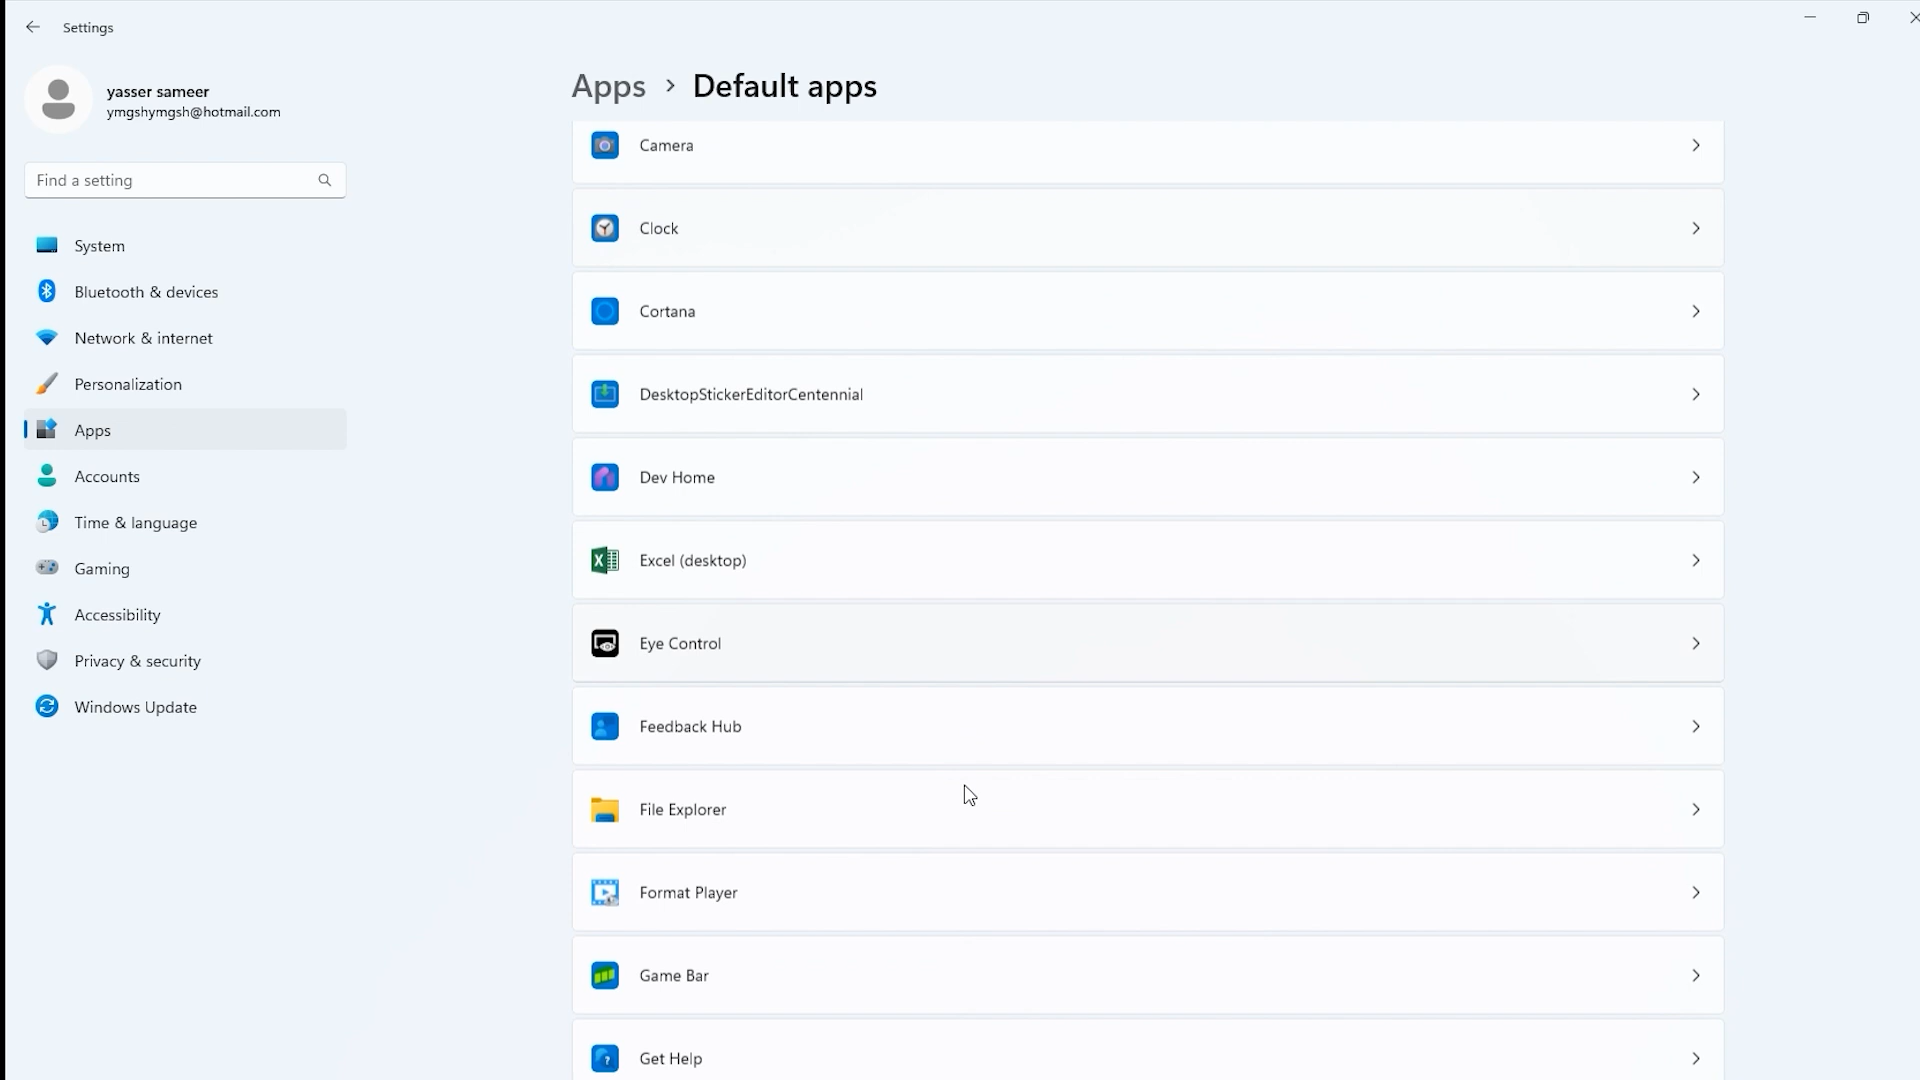 Settings
yasser sameer
ymgshymgsh@hotmail.com
Find a setting
System
Bluetooth & devices
Network & internet
Personalization
Apps
Accounts
Time & language
Gaming
Accessibility
Privacy & security
Windows Update
Apps > Default apps
Camera
Clock
Cortana
DesktopStickerEditorCentennial
Dev Home
Excel (desktop)
Eye Control
Feedback Hub
File Explorer
Format Player
Game Bar
Get Help